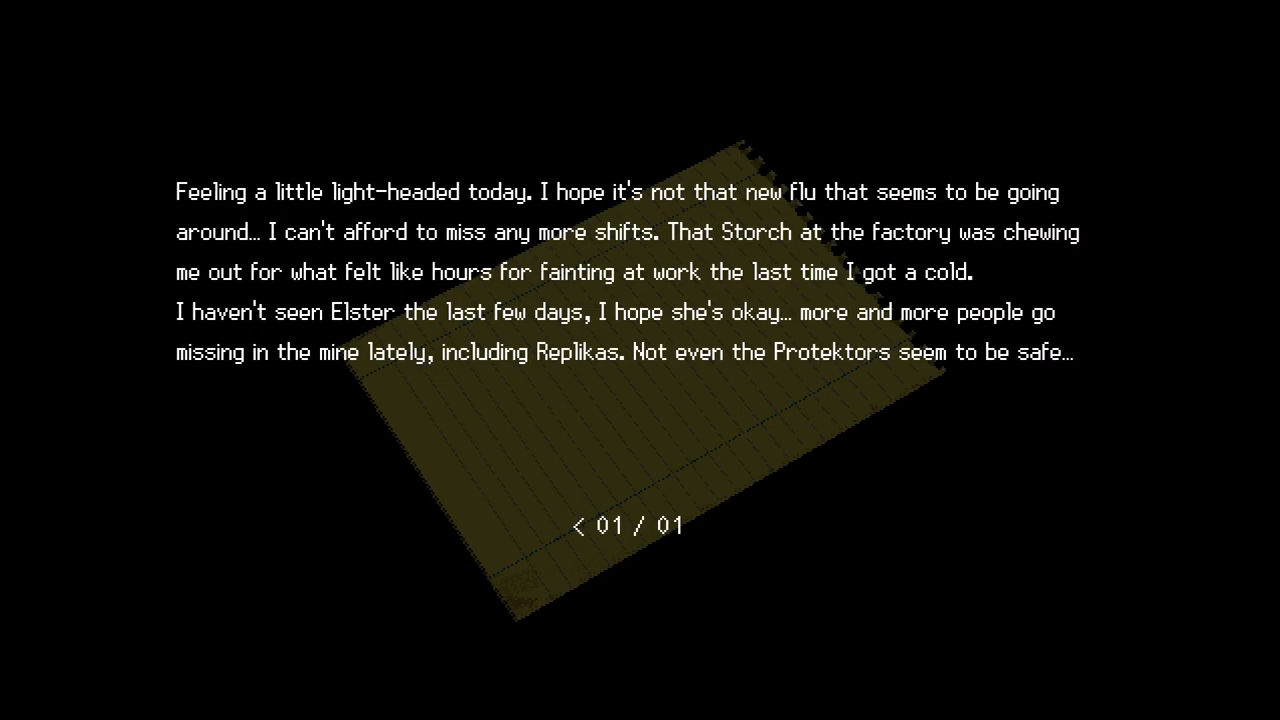 Feeling a little light-headed today. I hope it's not that new flu that seems to be going
around… I can't afford to miss any more shifts. That Storch at the factory was chewing
me out for what felt like hours for fainting at work the last time I got a cold.
I haven't seen Elster the last few days, I hope she's okay… more and more people go
missing in the mine lately, including Replikas. Not even the Protektors seem to be safe…
< 01 / 01